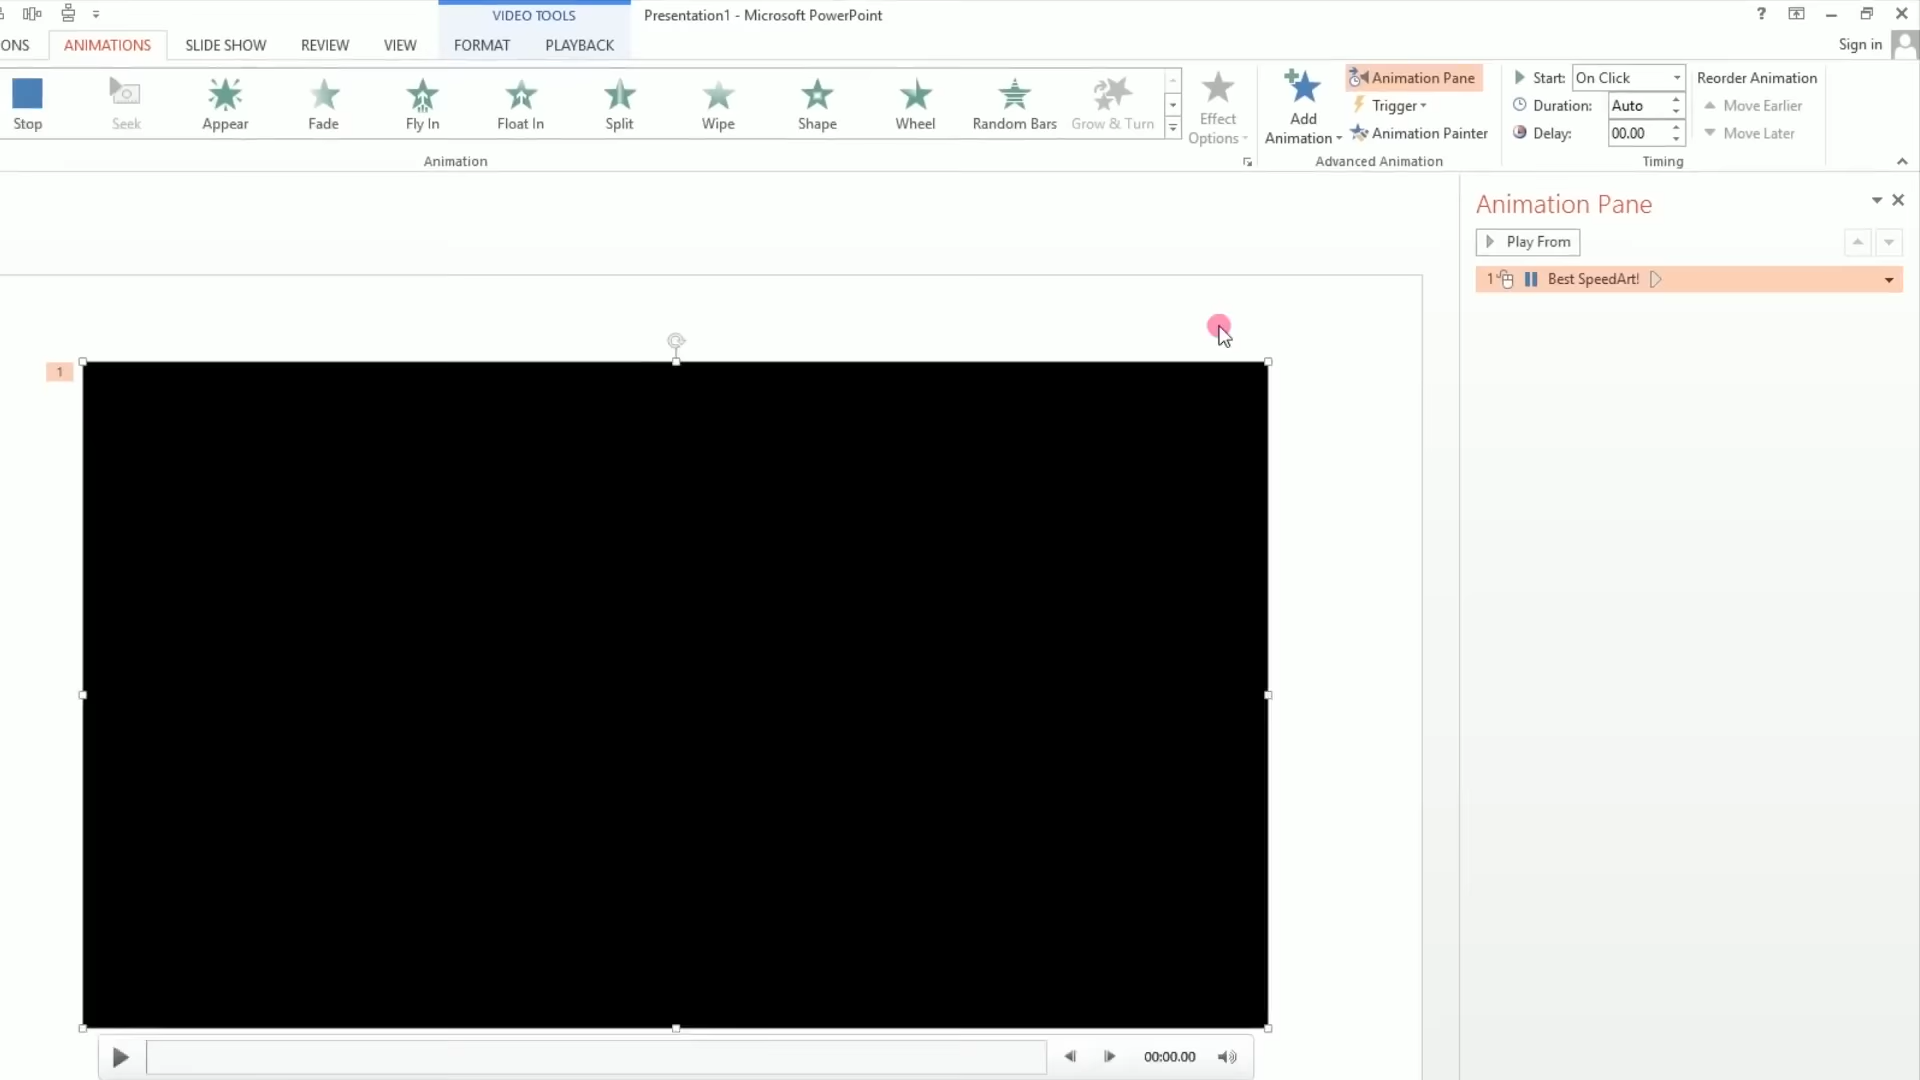 VIDEO TOOLS
Presentation1 - Microsoft PowerPoint
?
ONS
ANIMATIONS
SLIDE SHOW
REVIEW
VIEW
FORMAT
PLAYBACK
Sign in
Stop
Seek
Appear
Fade
Fly In
Float In
Split
Wipe
Shape
Wheel
Random Bars
Grow & Turn
Effect
Options
Add
Animation
Animation Pane
Trigger
Animation Painter
Start: On Click
Duration: Auto
Delay: 00.00
Reorder Animation
Move Earlier
Move Later
Animation
Advanced Animation
Timing
Animation Pane
Play From
1 Best SpeedArt!
1
00:00.00